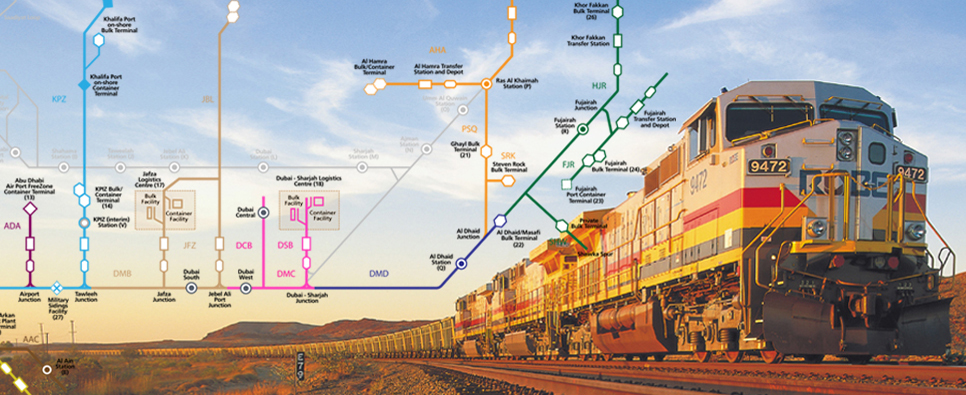 Khalifa Port
on-shore
Bulk Terminal
Khalifa Port
on-shore
Container
Terminal
KPZ
JBL
AHA
Al Hamra
Bulk/Container
Terminal
Al Hamra Transfer
Station and Depot
Ras Al Khaimah
Station (P)
Khor Fakkan
Bulk Terminal
(26)
Khor Fakkan
Transfer Station
HJR
Fujairah
Junction
Fujairah
Station
(R)
Fujairah
Transfer Station
and Depot
PSQ
Ghayl Bulk
Terminal
(21)
SRK
Steven Rock
Terminal
FJR
Fujairah
Bulk Terminal (24)
Fujairah Port
Container Terminal
(23)
Private
Bulk Terminal
Siniyka Spur
Al Dhaid/Masafi
Bulk Terminal
(22)
Al Dhaid
Junction
Al Dhaid
Station
(Q)
Abu Dhabi
Air Port FreeZone
Container Terminal
(13)
KPIZ Bulk/
Container
Terminal
(14)
KPIZ (interim)
Station (V)
Jafza
Logistics
Centre (17)
Bulk
Facility
Container
Facility
Dubai - Sharjah Logistics
Centre (18)
Bulk
Facility
Container
Facility
Dubai
Central
ADA
JFZ
DCB
DSB
DMB
DMC
DMD
Airport
Junction
Military
Sidings
Facility
(27)
Tawleeh
Junction
Jafza
Junction
Dubai
South
Jebel Ali
Port
Junction
Dubai
West
Dubai - Sharjah
Junction
AAC
Al Ain
Station
E79
9472
9472
9472